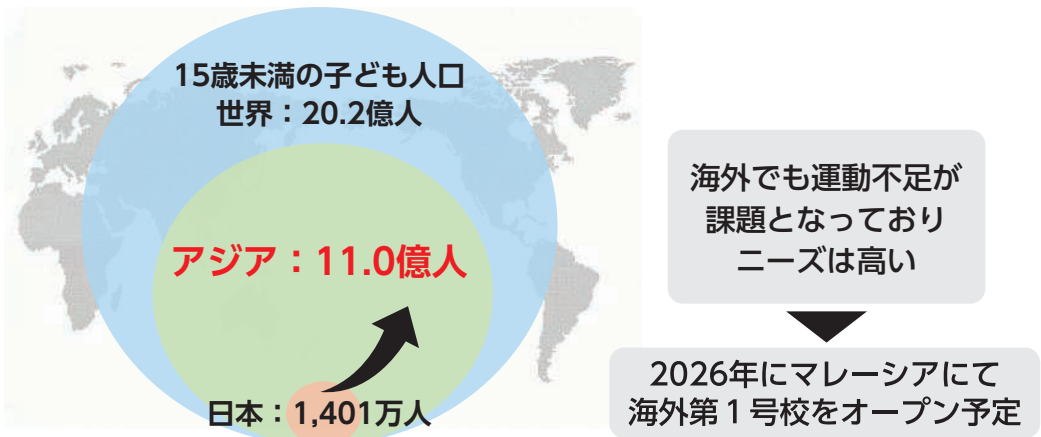 15歳未満の子ども人口
世界：20.2億人
アジア：11.0億人
日本：1,401万人
海外でも運動不足が
課題となっており
ニーズは高い
2026年にマレーシアにて
海外第１号校をオープン予定